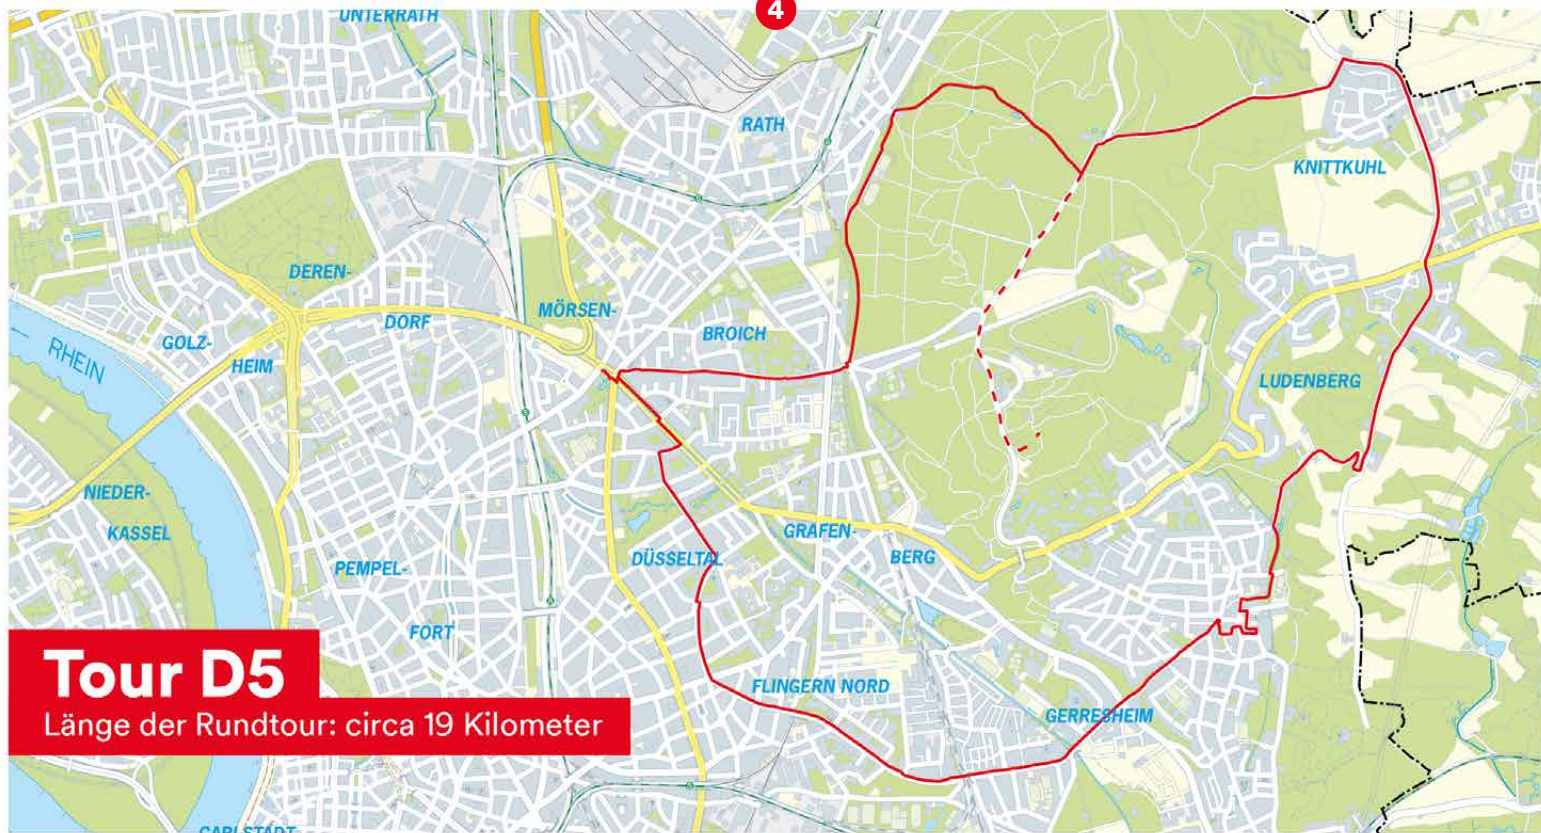 4
UNTERRATH
RATH
KNITTKUHL
DEREN-
DORF
MÖRSEN-
BROICH
GOLZ-
HEIM
RHEIN
LUDENBERG
NIEDER-
KASSEL
GRAFEN-
BERG
DÜSSELTAL
PEMPEL-
FORT
FLINGERN NORD
GERRESHEIM
Tour D5
Länge der Rundtour: circa 19 Kilometer
CARLSTADT